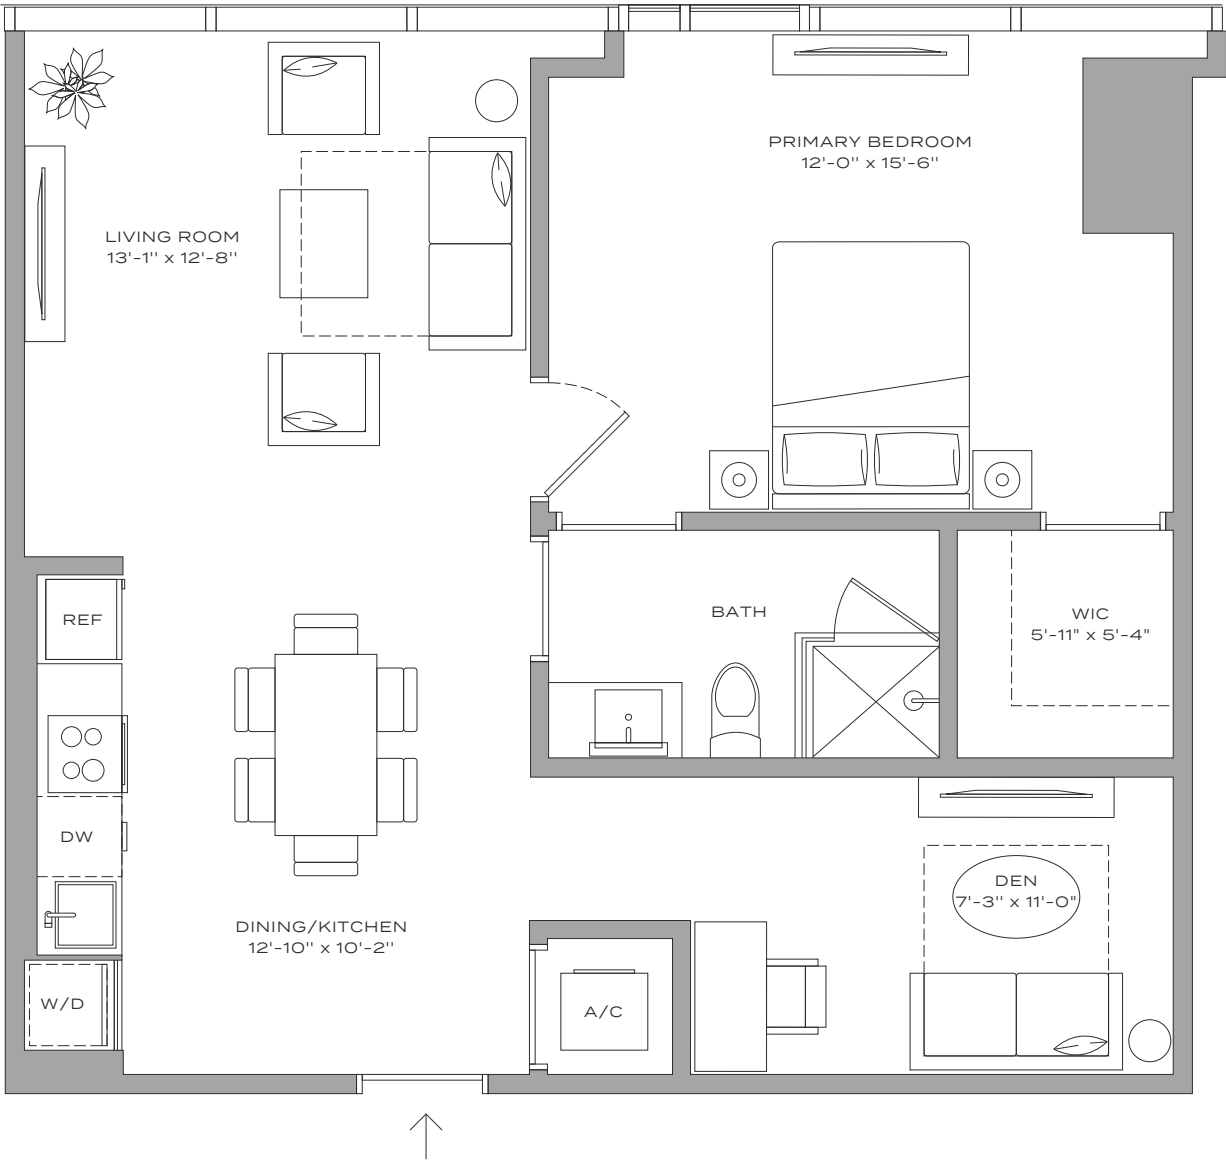 PRIMARY BEDROOM
12'-0" x 15'-6"
LIVING ROOM
13'-1" x 12'-8"
REF
BATH
WIC
5'-11" x 5'-4"
DW
DEN
7'-3" x 11'-0"
DINING/KITCHEN
12'-10" x 10'-2"
W/D
A/C